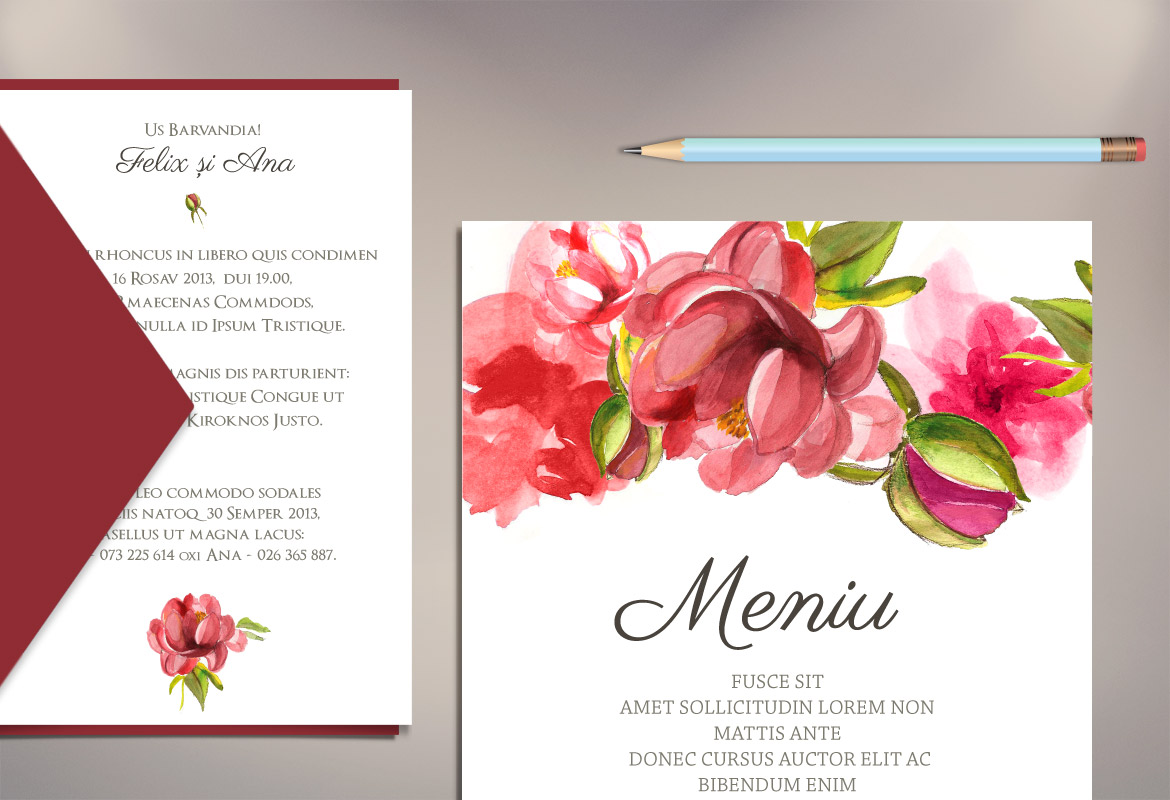 Us Barvandia!
Felix și Ana
rhoncus in libero quis condimen
16 Rosav 2013, dui 19.00,
maecenas Commdods,
nulla id Ipsum Tristique.
agnis dis parturient:
istique Congue ut
Kiroknos Justo.
leo commodo sodales
iis natoq 30 Semper 2013,
asellus ut magna lacus:
- 073 225 614 oxi Ana - 026 365 887.
Meniu
FUSCE SIT
AMET SOLLICITUDIN LOREM NON
MATTIS ANTE
DONEC CURSUS AUCTOR ELIT AC
BIBENDUM ENIM